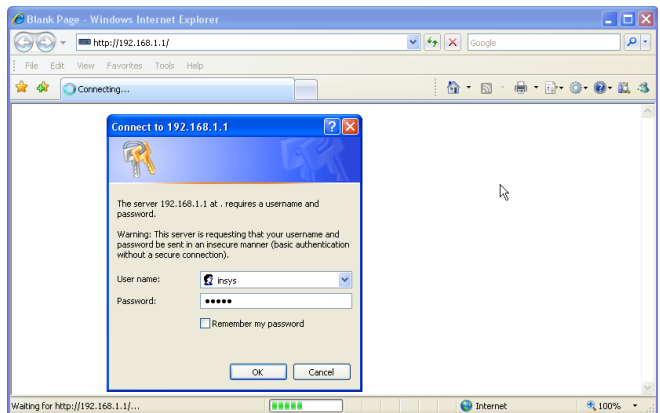 Blank Page - Windows Internet Explorer
http://192.168.1.1/
Google
File Edit View Favorites Tools Help
Connecting...
Connect to 192.168.1.1
The server 192.168.1.1 at . requires a username and
password.
Warning: This server is requesting that your username and
password be sent in an insecure manner (basic authentication
without a secure connection).
User name: insys
Password: •••••
Remember my password
OK Cancel
Waiting for http://192.168.1.1/... Internet 100%